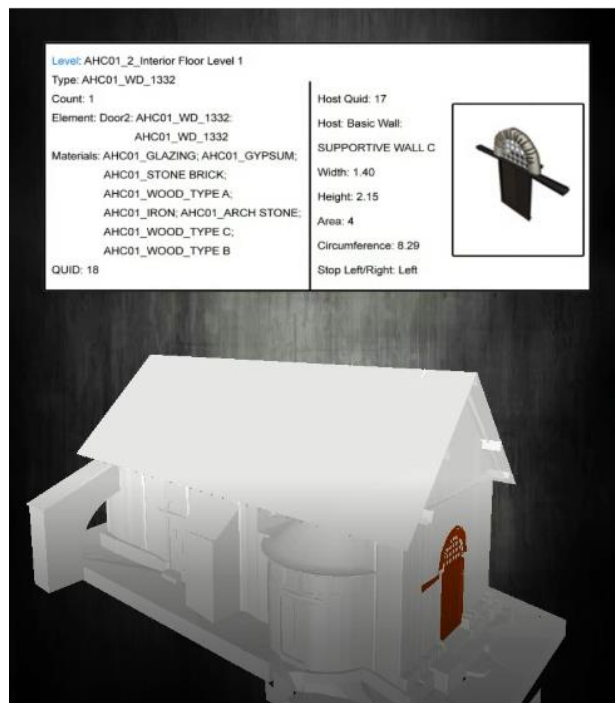 Level: AHC01_2_Interior Floor Level 1
Type: AHC01_WD_1332
Count: 1
Element: Door2: AHC01_WD_1332:
AHC01_WD_1332
Materials: AHC01_GLAZING; AHC01_GYPSUM;
AHC01_STONE BRICK;
AHC01_WOOD_TYPE A;
AHC01_IRON; AHC01_ARCH STONE;
AHC01_WOOD_TYPE C;
AHC01_WOOD_TYPE B
QUID: 18
Host Quid: 17
Host: Basic Wall:
SUPPORTIVE WALL C
Width: 1.40
Height: 2.15
Area: 4
Circumference: 8.29
Stop Left/Right: Left